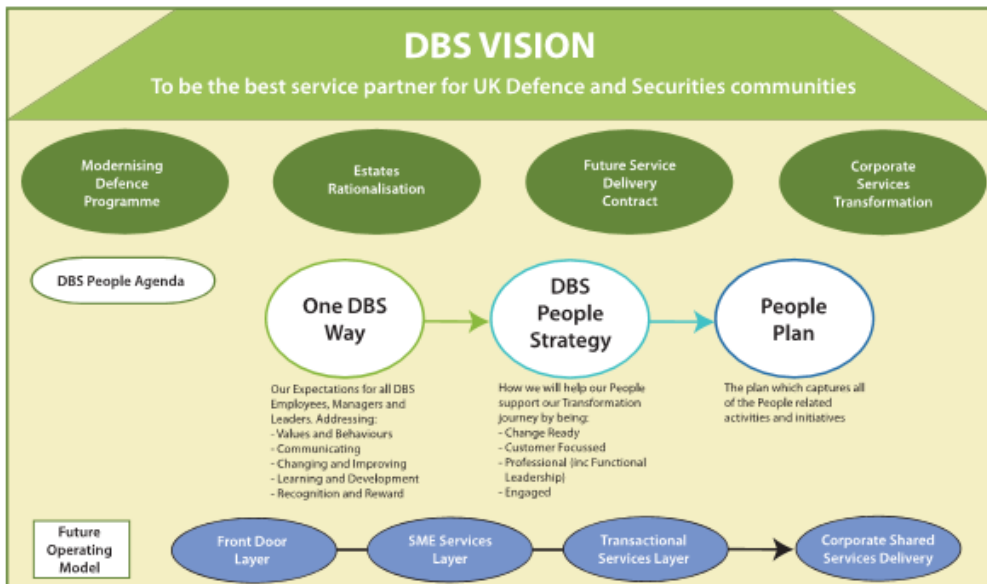 DBS VISION
To be the best service partner for UK Defence and Securities communities
Modernising
Defence
Programme
Estates
Rationalisation
Future Service
Delivery
Contract
Corporate
Services
Transformation
DBS People Agenda
One DBS
Way
DBS
People
Strategy
People
Plan
Our Expectations for all DBS
Employees, Managers and
Leaders. Addressing:
- Values and Behaviours
- Communicating
- Changing and Improving
- Learning and Development
- Recognition and Reward
How we will help our People
support our Transformation
journey by being:
- Change Ready
- Customer Focussed
- Professional (inc Functional
Leadership)
- Engaged
The plan which captures all
of the People related
activities and initiatives
Future
Operating
Model
Front Door
Layer
SME Services
Layer
Transactional
Services Layer
Corporate Shared
Services Delivery